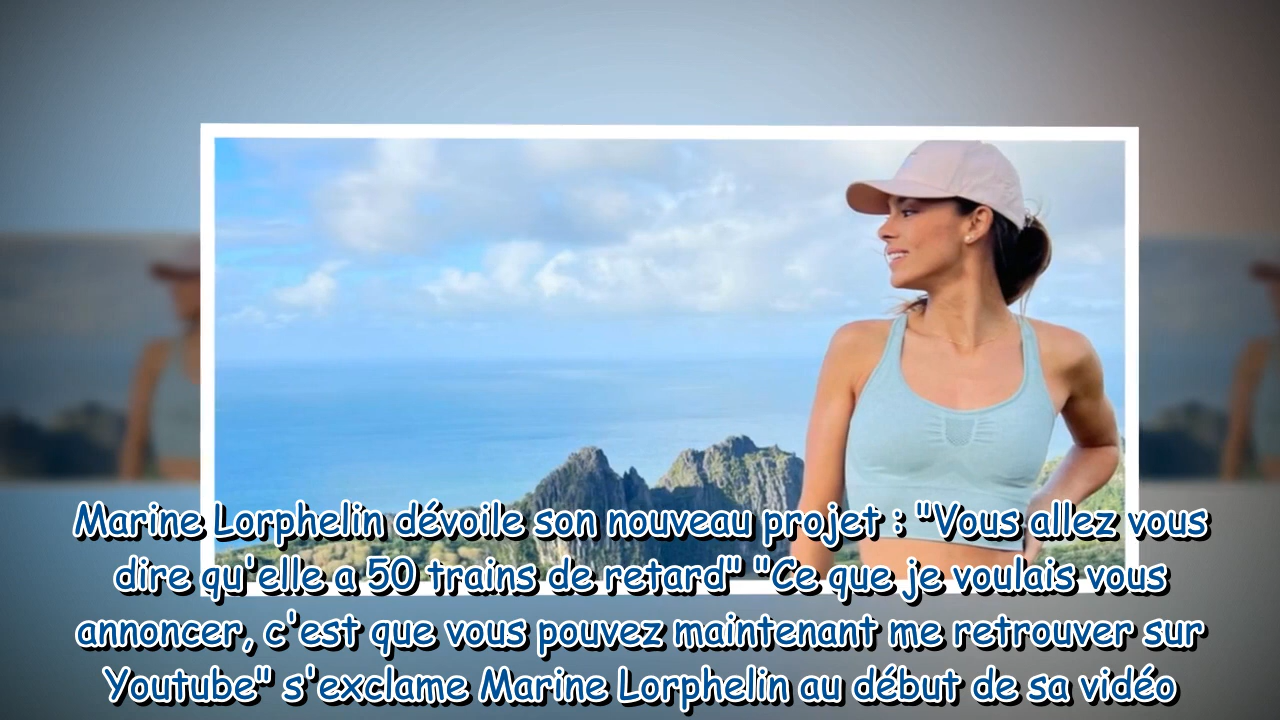 Marine Lorphelin dévoile son nouveau projet : "Vous allez vous
dire qu'elle a 50 trains de retard" "Ce que je voulais vous
annoncer, c'est que vous pouvez maintenant me retrouver sur
Youtube" s'exclame Marine Lorphelin au début de sa vidéo